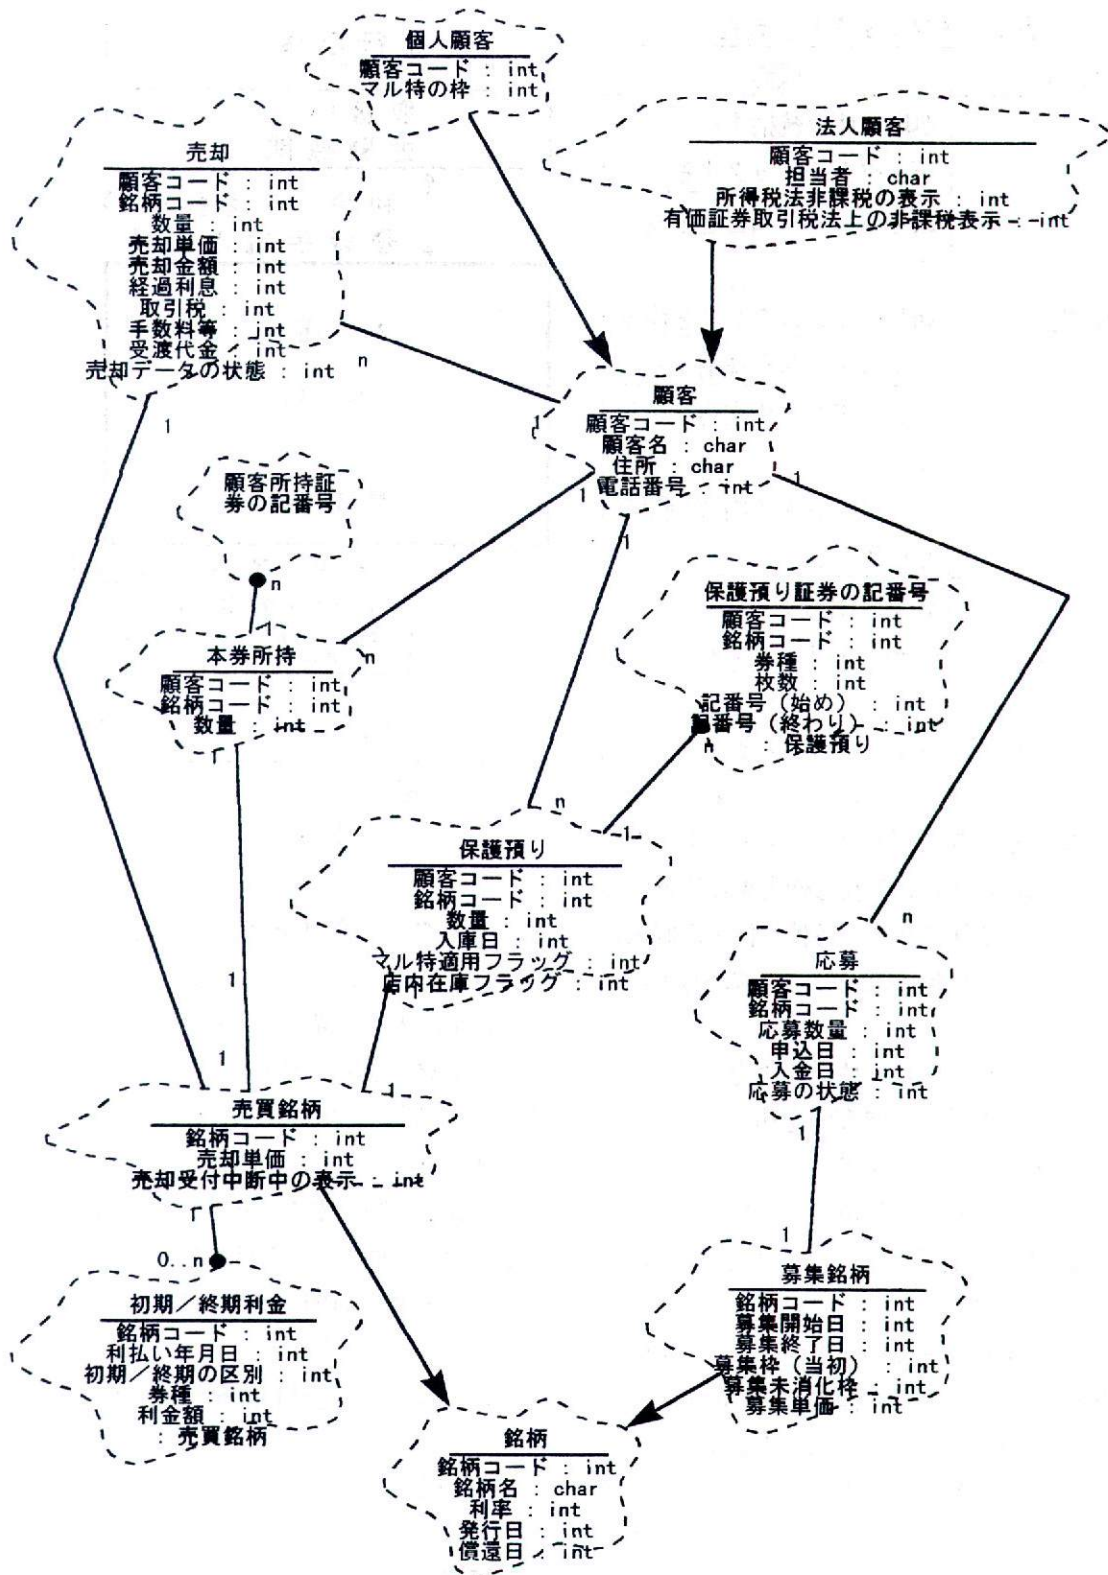 個人顧客
顧客コード : int
マル特の枠 : int
法人顧客
顧客コード : int
担当者 : char
所得税法非課税の表示 : int
有価証券取引税法上の非課税表示 : int
売却
顧客コード : int
銘柄コード : int
数量 : int
売却単価 : int
売却金額 : int
経過利息 : int
取引税 : int
手数料等 : int
受渡代金 : int
売却データの状態 : int
n
1
1
顧客
顧客コード : int
顧客名 : char
住所 : char
電話番号 : int
1
1
1
顧客所持証
券の記番号
n
1
本券所持
顧客コード : int
銘柄コード : int
数量 : int
n
1
保護預り証券の記番号
顧客コード : int
銘柄コード : int
券種 : int
枚数 : int
記番号（始め） : int
記番号（終わり） : int
: 保護預り
n
n
1
保護預り
顧客コード : int
銘柄コード : int
数量 : int
入庫日 : int
マル特適用フラッグ : int
店内在庫フラッグ : int
n
応募
顧客コード : int
銘柄コード : int
応募数量 : int
申込日 : int
入金日 : int
応募の状態 : int
1
1
1
1
売買銘柄
銘柄コード : int
売却単価 : int
売却受付中断中の表示 : int
1
0..n
初期／終期利金
銘柄コード : int
利払い年月日 : int
初期／終期の区別 : int
券種 : int
利金額 : int
: 売買銘柄
1
募集銘柄
銘柄コード : int
募集開始日 : int
募集終了日 : int
募集枠（当初） : int
募集未消化枠 : int
募集単価 : int
銘柄
銘柄コード : int
銘柄名 : char
利率 : int
発行日 : int
償還日 : int